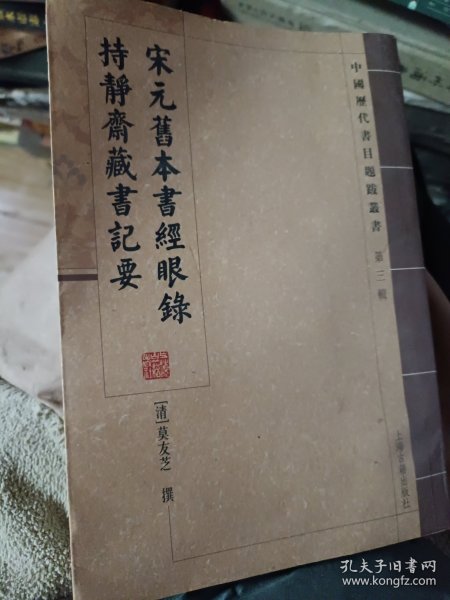 宋元舊本書經眼錄
持靜齋藏書記要
[清]莫友芝 撰
中國歷代書目題跋叢書 第三輯
上海古籍出版社
孔夫子旧书网
www.kongfz.com